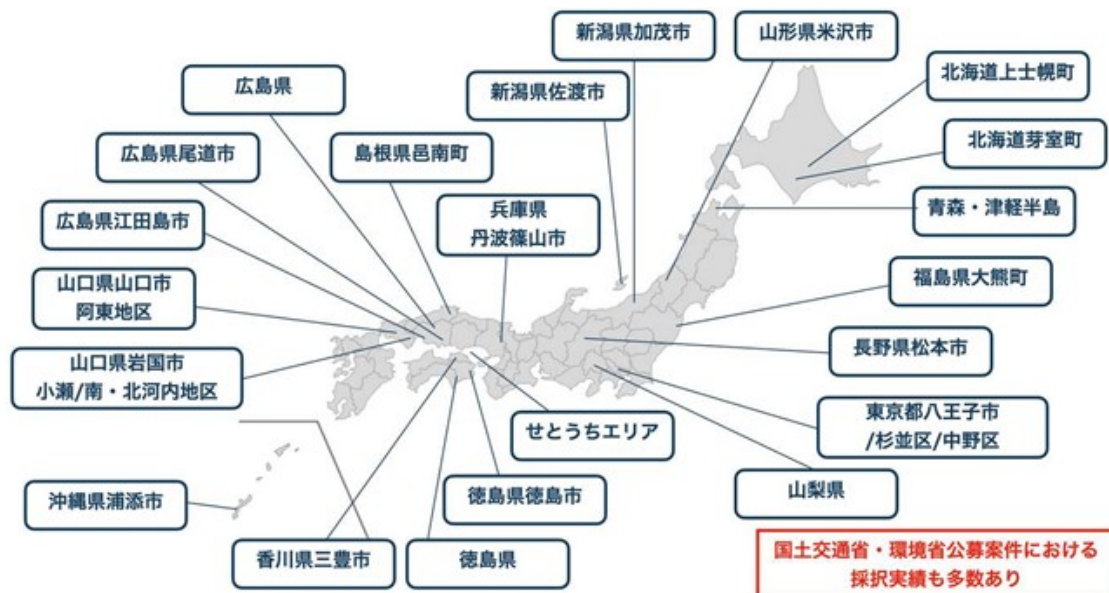 新潟県加茂市
山形県米沢市
広島県
新潟県佐渡市
北海道上士幌町
広島県尾道市
島根県邑南町
北海道芽室町
広島県江田島市
兵庫県
丹波篠山市
青森・津軽半島
山口県山口市
阿東地区
福島県大熊町
山口県岩国市
小瀬/南・北河内地区
長野県松本市
せとうちエリア
東京都八王子市
/杉並区/中野区
沖縄県浦添市
徳島県徳島市
山梨県
香川県三豊市
徳島県
国土交通省・環境省公募案件における
採択実績も多数あり